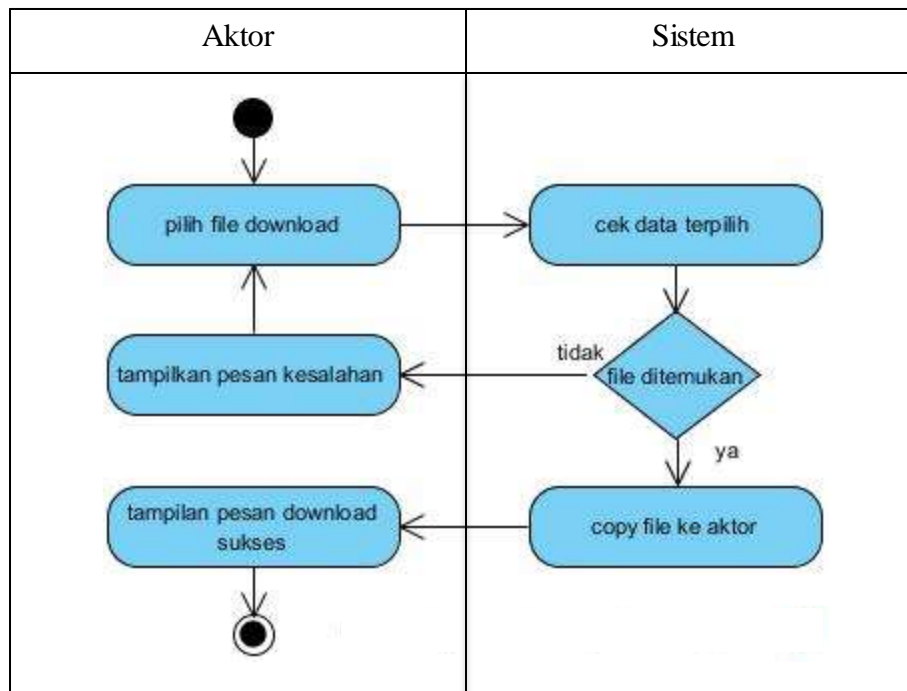 Aktor
Sistem
pilih file download
cek data terpilih
tidak
tampilkan pesan kesalahan
file ditemukan
ya
tampilan pesan download
sukses
copy file ke aktor